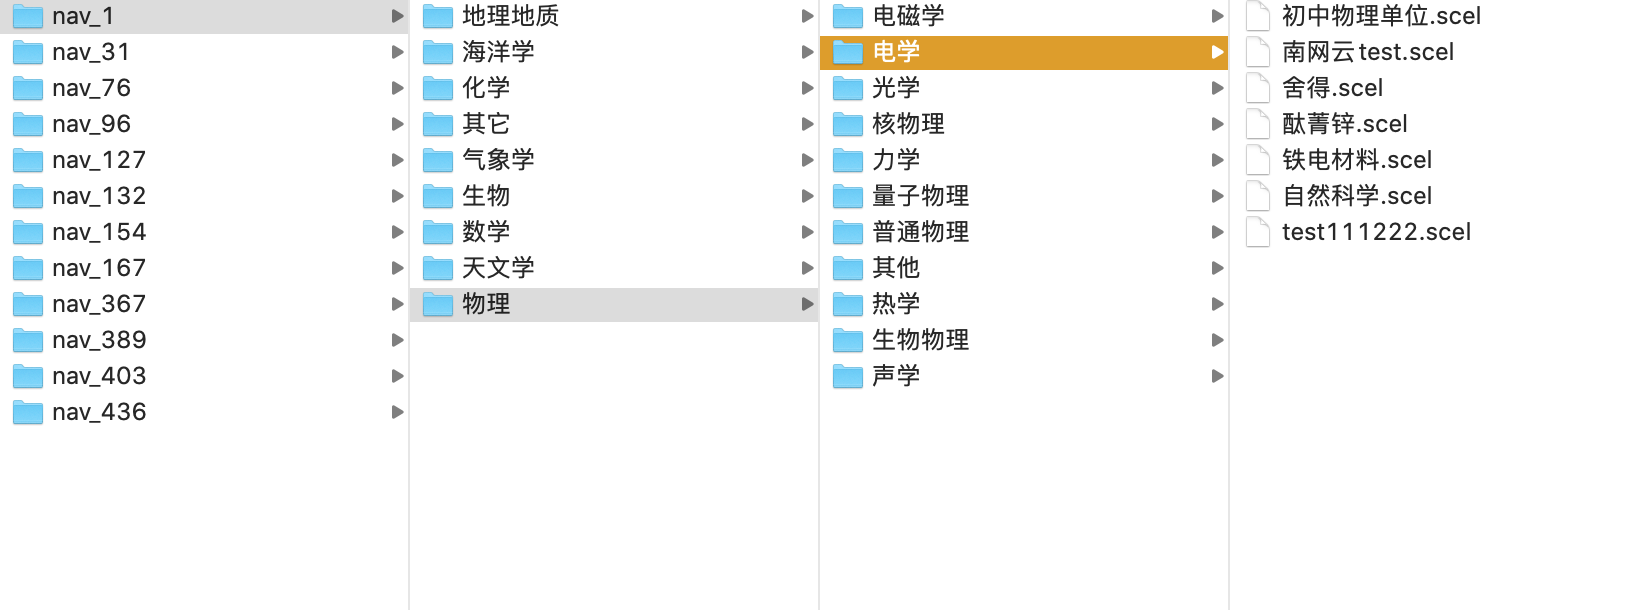 nav_1
nav_31
nav_76
nav_96
nav_127
nav_132
nav_154
nav_167
nav_367
nav_389
nav_403
nav_436
地理地质
海洋学
化学
其它
气象学
生物
数学
天文学
物理
电磁学
电学
光学
核物理
力学
量子物理
普通物理
其他
热学
生物物理
声学
初中物理单位.scel
南网云test.scel
舍得.scel
酞菁锌.scel
铁电材料.scel
自然科学.scel
test111222.scel